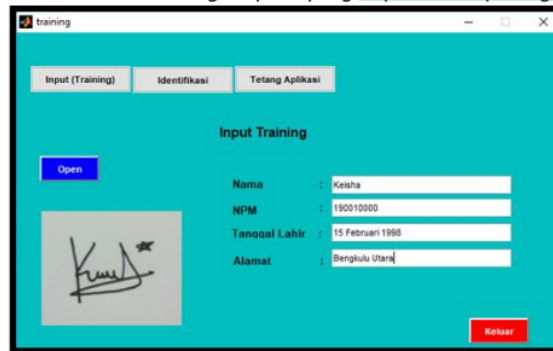 training
Input (Training) Identifikasi Tetang Aplikasi
Input Training
Open
Nama : Keisha
NPM : 190010000
Tanggal Lahir : 15 Februari 1998
Alamat : Bengkulu Utara
Keluar